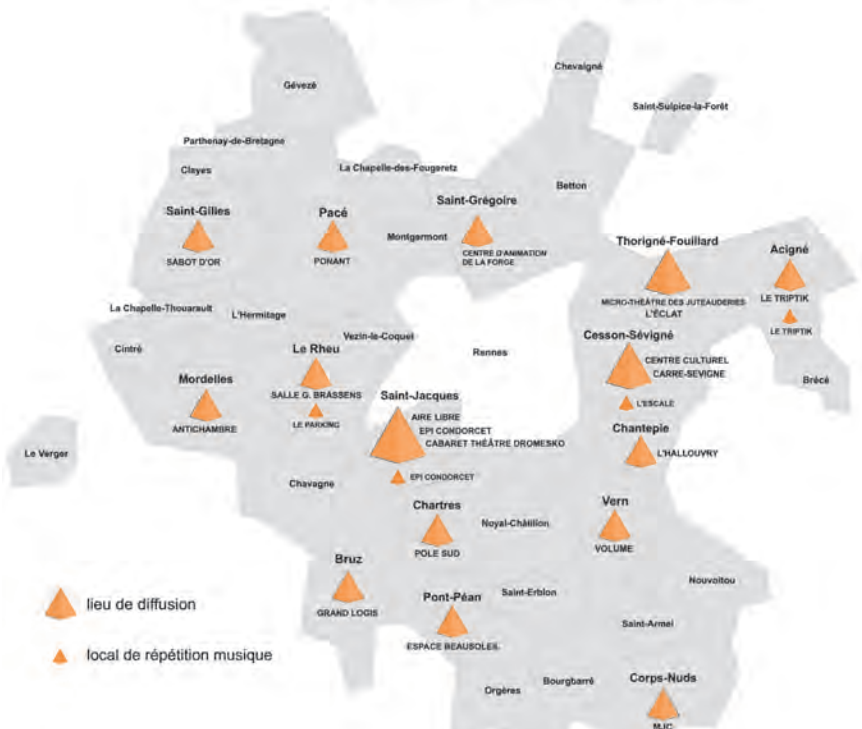 Chevaigné
Gévezé
Saint-Sulpice-la-Forêt
Parthenay-de-Bretagne
La Chapelle-des-Fougeretz
Clayes
Betton
Saint-Grégoire
Saint-Gilles
Pacé
Montgermont
Thorigné-Fouillard
Acigné
SABOT D'OR
PONANT
CENTRE D'ANIMATION
DE LA FORGE
MICRO-THÉÂTRE DES JUTEAUDERIES
L'ÉCLAT
LE TRIPTIK
LE TRIPTIK
La Chapelle-Thouarault
L'Hermitage
Vezin-le-Coquet
Cesson-Sévigné
Cintré
Le Rheu
Rennes
CENTRE CULTUREL
CARRE-SEVIGNE
Mordelles
Brécé
SALLE G. BRASSENS
Saint-Jacques
L'ESCALE
LE PARKING
AIRE LIBRE
EPI CONDORCET
CABARET THÉÂTRE DROMESKO
ANTICHAMBRE
Chantepie
L'HALLOUVRY
Le Verger
EPI CONDORCET
Chavagne
Chartres
Vern
Noyal-Châtillon
POLE SUD
VOLUME
Bruz
Nouvoitou
lieu de diffusion
GRAND LOGIS
Pont-Péan
Saint-Erblon
Saint-Armel
ESPACE BEAUSOLEIL
local de répétition musique
Orgères
Bourgbarré
Corps-Nuds
MJC